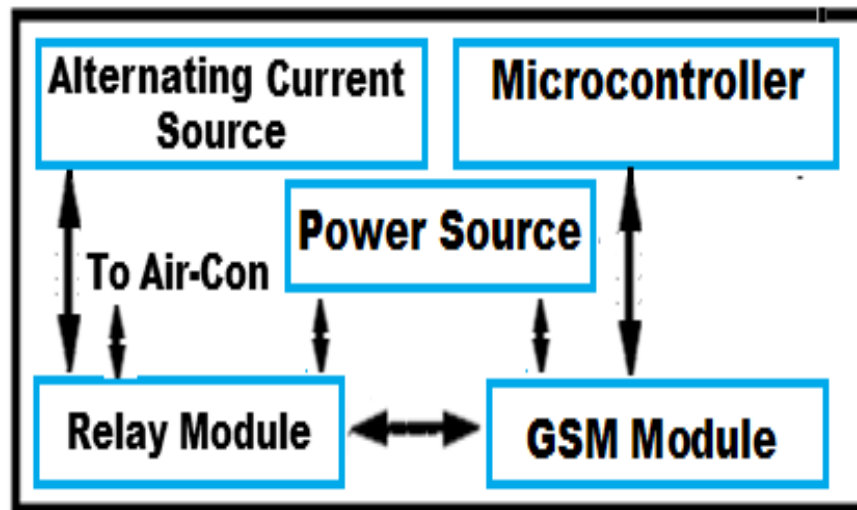 Alternating Current
Source
Microcontroller
Power Source
To Air-Con
Relay Module
GSM Module